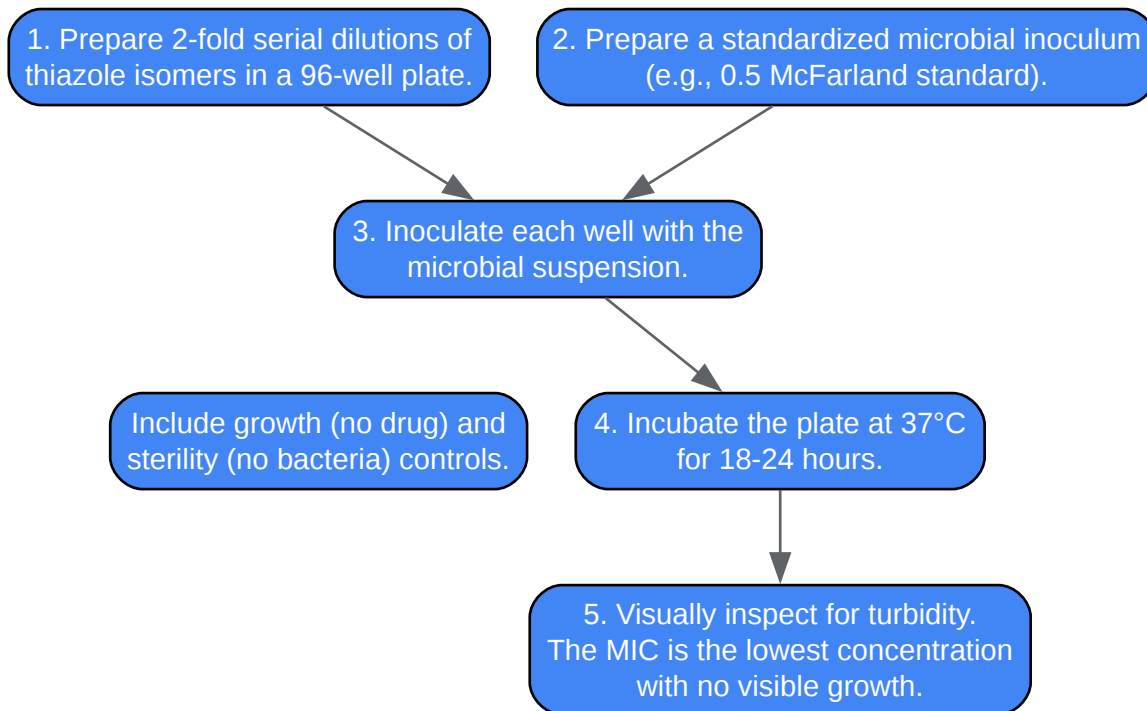 1. Prepare 2-fold serial dilutions of
thiazole isomers in a 96-well plate.
2. Prepare a standardized microbial inoculum
(e.g., 0.5 McFarland standard).
3. Inoculate each well with the
microbial suspension.
Include growth (no drug) and
sterility (no bacteria) controls.
4. Incubate the plate at 37°C
for 18-24 hours.
5. Visually inspect for turbidity.
The MIC is the lowest concentration
with no visible growth.